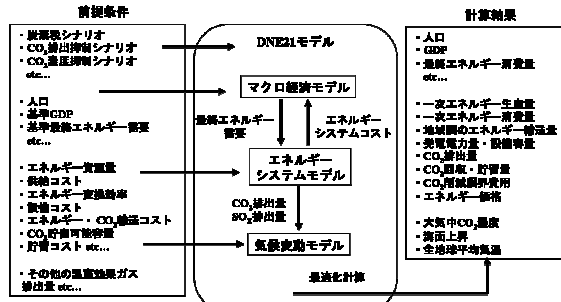 前提条件
・炭素税シナリオ
・CO2排出抑制シナリオ
・CO2濃度抑制シナリオ
etc...
・人口
・基準GDP
・基準最終エネルギー需要
etc...
・エネルギー資源量
・供給コスト
・エネルギー変換効率
・設備コスト
・エネルギー・CO2輸送コスト
・CO2貯留可能容量
・貯留コスト etc...
・その他の温室効果ガス
排出量 etc...
DNE21モデル
マクロ経済モデル
最終エネルギー
需要
エネルギー
システムコスト
エネルギー
システムモデル
CO2排出量
SOx排出量
気候変動モデル
最適化計算
計算結果
・人口
・GDP
・最終エネルギー消費量
etc...
・一次エネルギー生産量
・一次エネルギー消費量
・地域間のエネルギー輸送量
・発電電力量・設備容量
・CO2排出量
・CO2回収・貯留量
・CO2削減限界費用
・エネルギー価格
・大気中CO2濃度
・海面上昇
・全地球平均気温